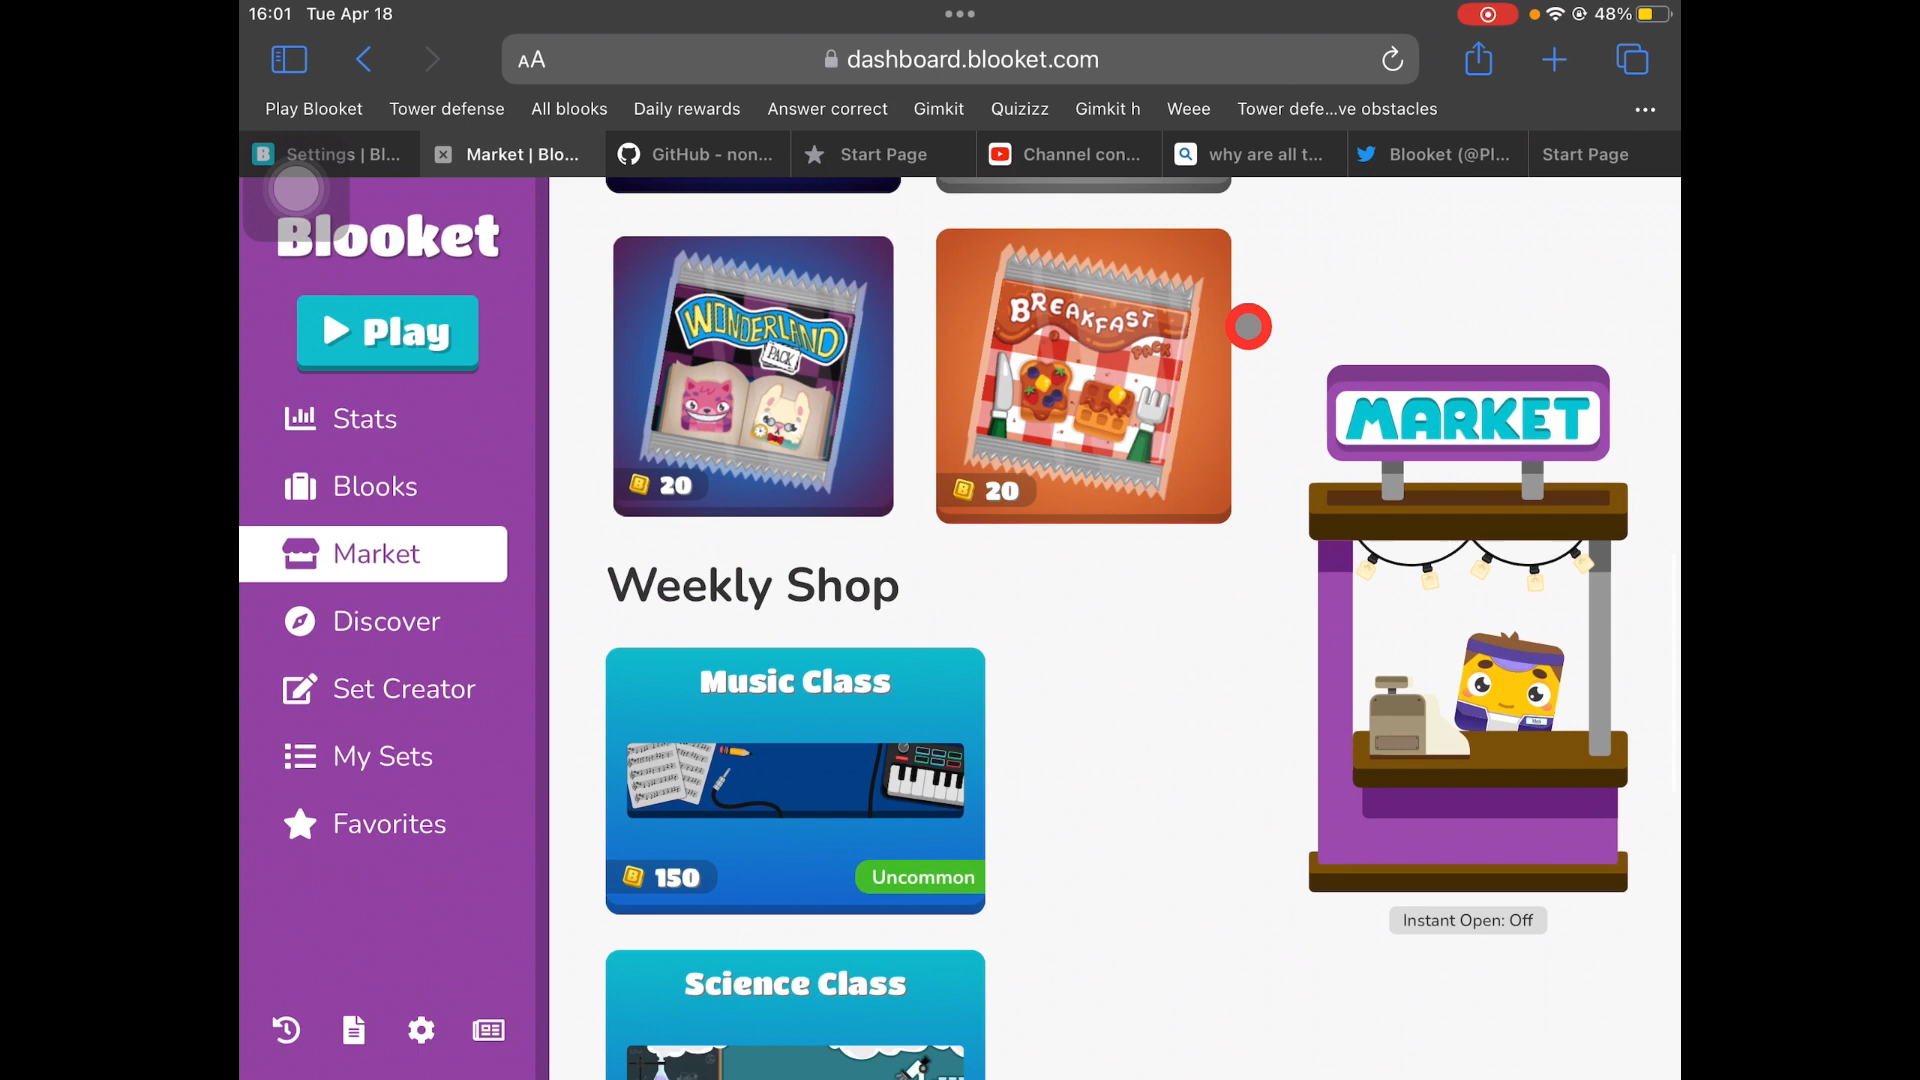 16:01 Tue Apr 18
48%
AA
dashboard.blooket.com
Play Blooket Tower defense All blooks Daily rewards Answer correct Gimkit Quizizz Gimkit h Weee Tower defe...ve obstacles
Settings | Bl... Market | Blo... GitHub - non... Start Page Channel con... why are all t... Blooket (@Pl... Start Page
Blooket
Play
Stats
Blooks
Market
Discover
Set Creator
My Sets
Favorites
WONDERLAND
PACK
20
BREAKFAST
PACK
20
Weekly Shop
Music Class
150
Uncommon
Science Class
MARKET
Instant Open: Off